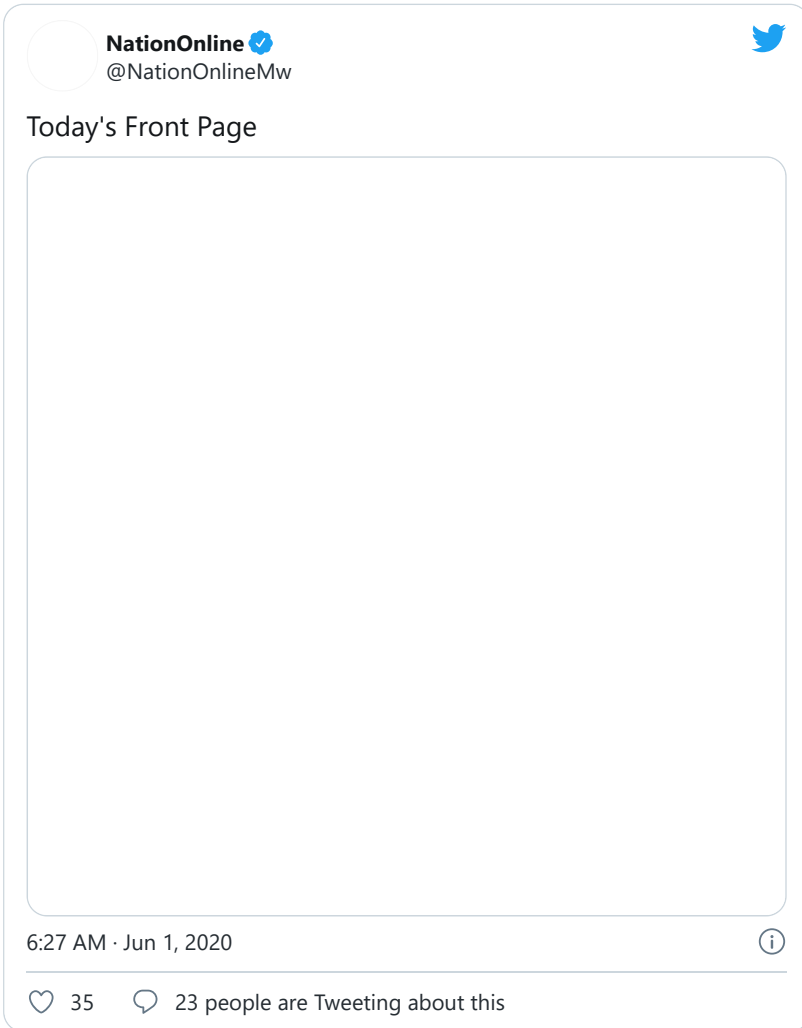 NationOnline
@NationOnlineMw
Today's Front Page
6:27 AM · Jun 1, 2020
35 23 people are Tweeting about this